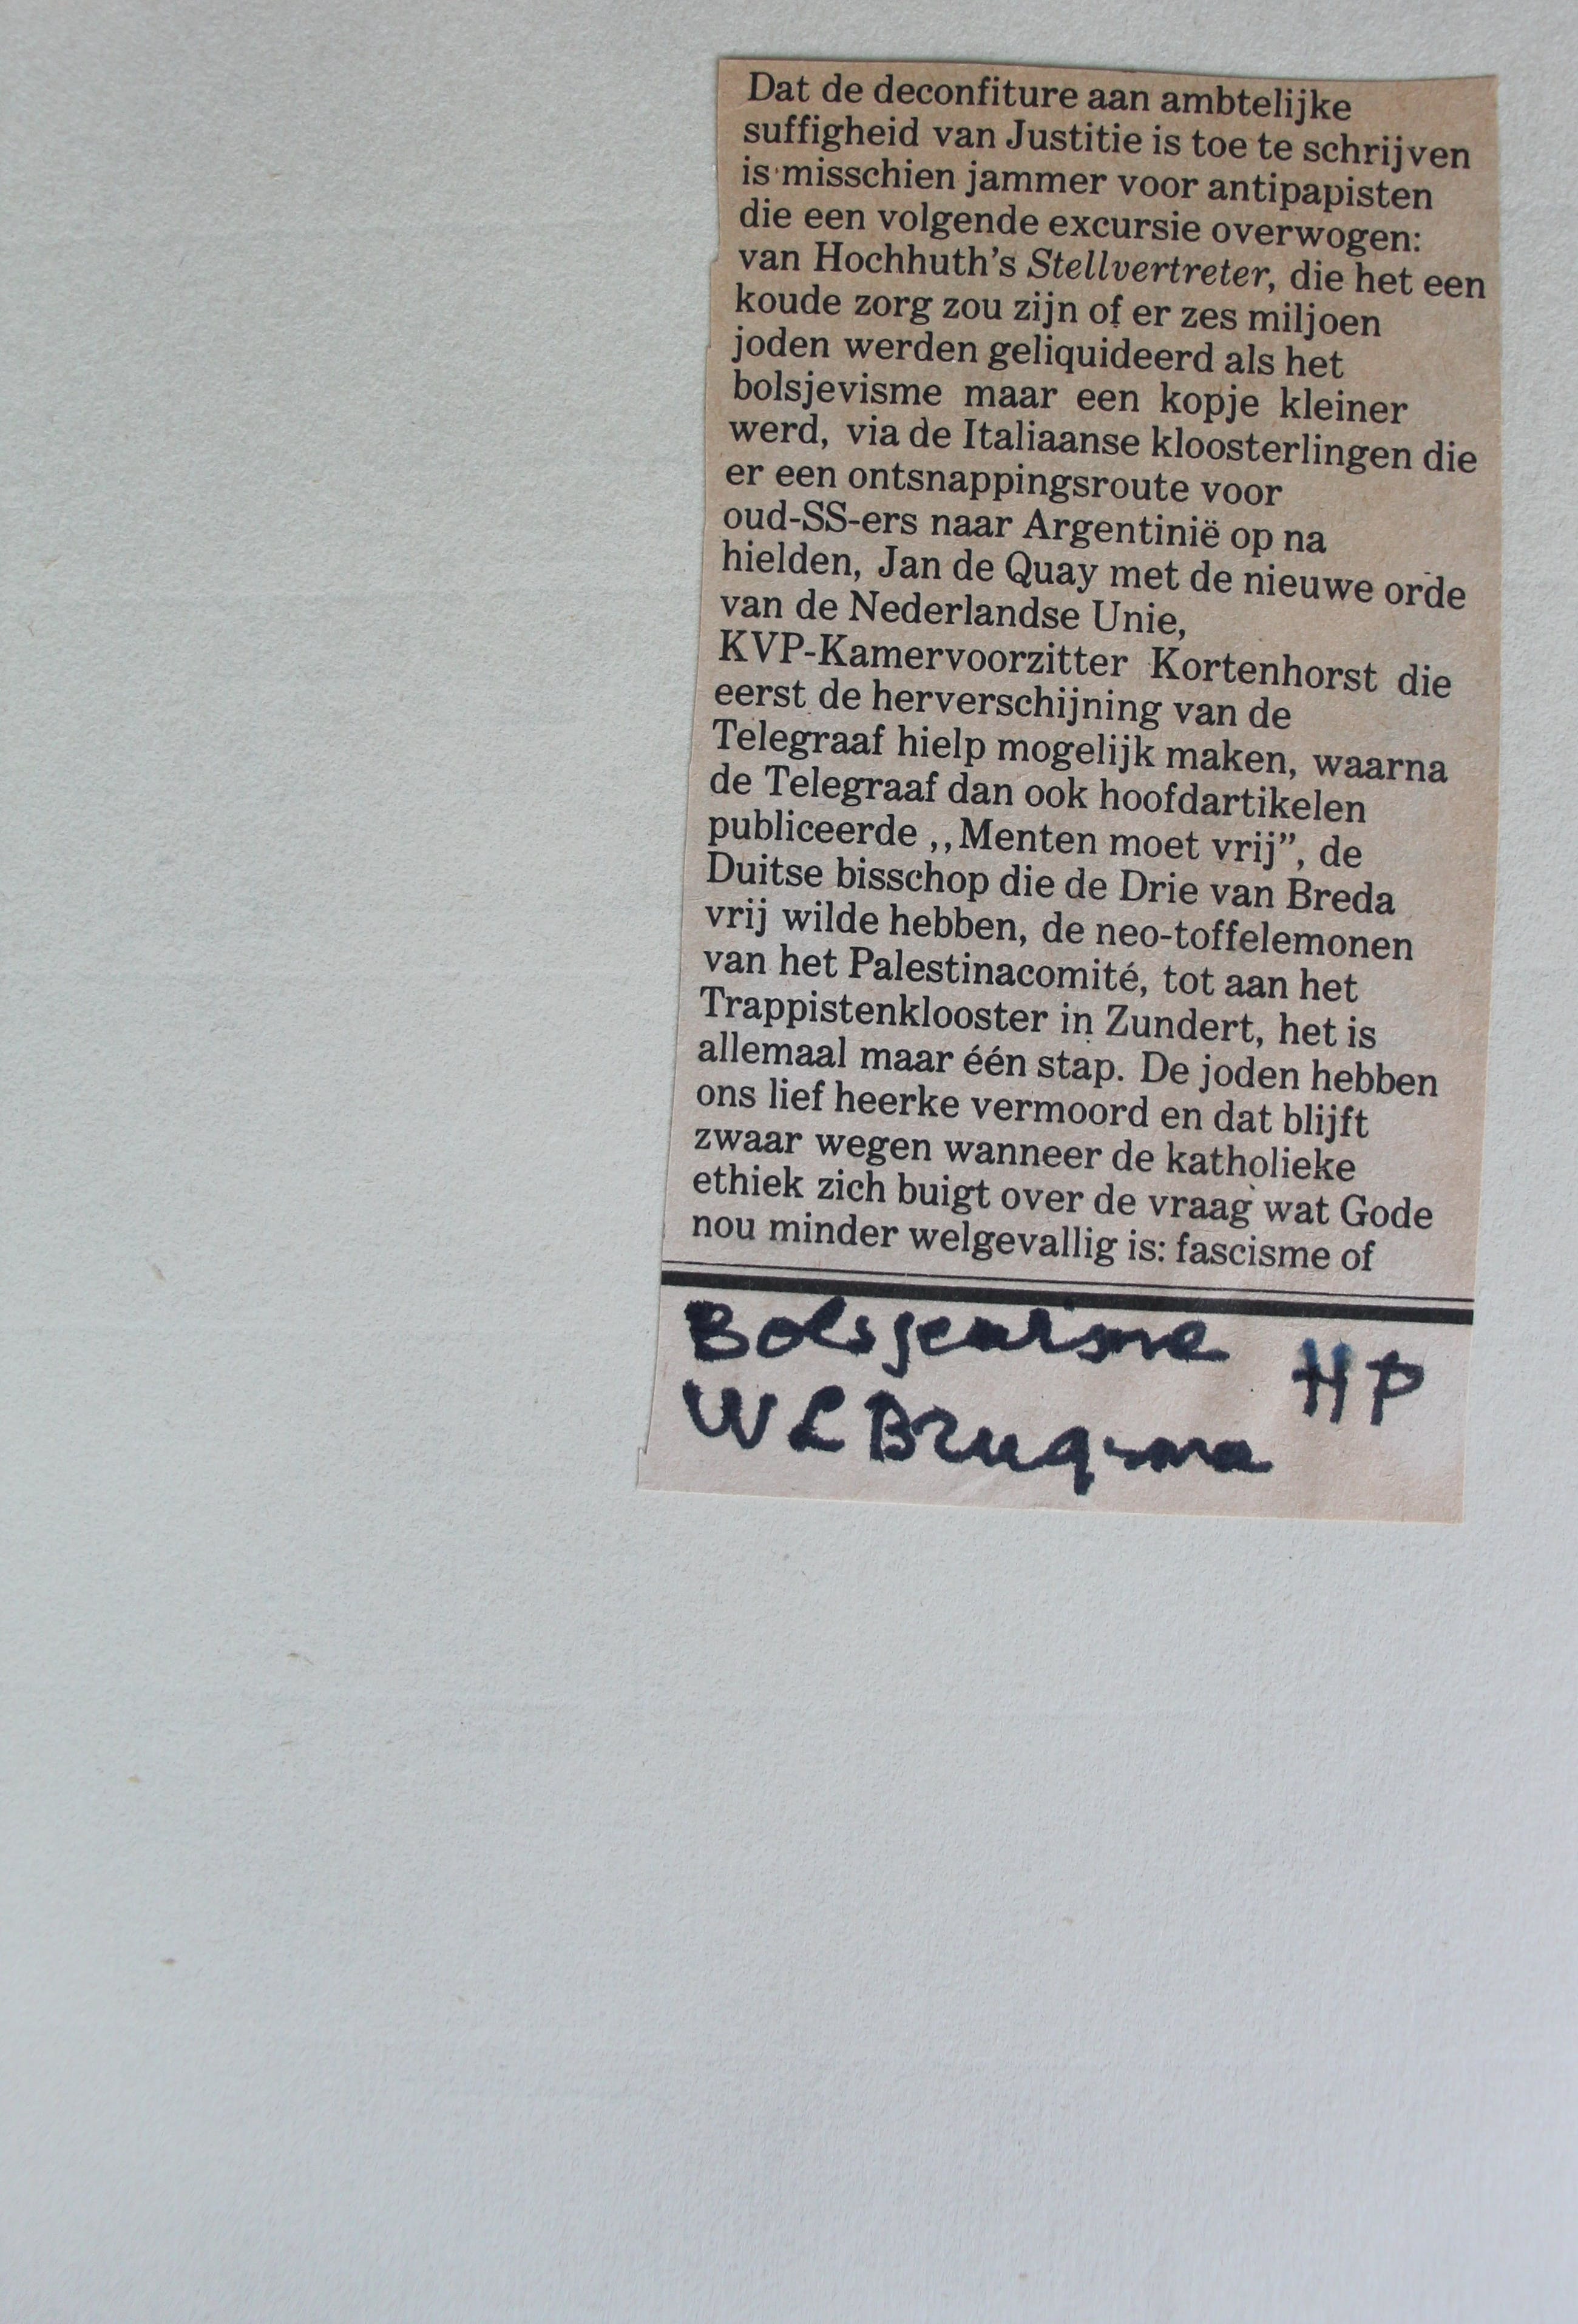 Dat de deconfiture aan ambtelijke
suffigheid van Justitie is toe te schrijven
is misschien jammer voor antipapisten
die een volgende excursie overwogen:
van Hochhuth's Stellvertreter, die het een
koude zorg zou zijn of er zes miljoen
joden werden geliquideerd als het
bolsjevisme maar een kopje kleiner
werd, via de Italiaanse kloosterlingen die
er een ontsnappingsroute voor
oud-SS-ers naar Argentinië op na
hielden, Jan de Quay met de nieuwe orde
van de Nederlandse Unie,
KVP-Kamervoorzitter Kortenhorst die
eerst de herverschijning van de
Telegraaf hielp mogelijk maken, waarna
de Telegraaf dan ook hoofdartikelen
publiceerde ,,Menten moet vrij”, de
Duitse bisschop die de Drie van Breda
vrij wilde hebben, de neo-toffelemonen
van het Palestinacomité, tot aan het
Trappistenklooster in Zundert, het is
allemaal maar één stap. De joden hebben
ons lief heerke vermoord en dat blijft
zwaar wegen wanneer de katholieke
ethiek zich buigt over de vraag wat Gode
nou minder welgevallig is: fascisme of
Bolsjevisme HP
WL Brugsma